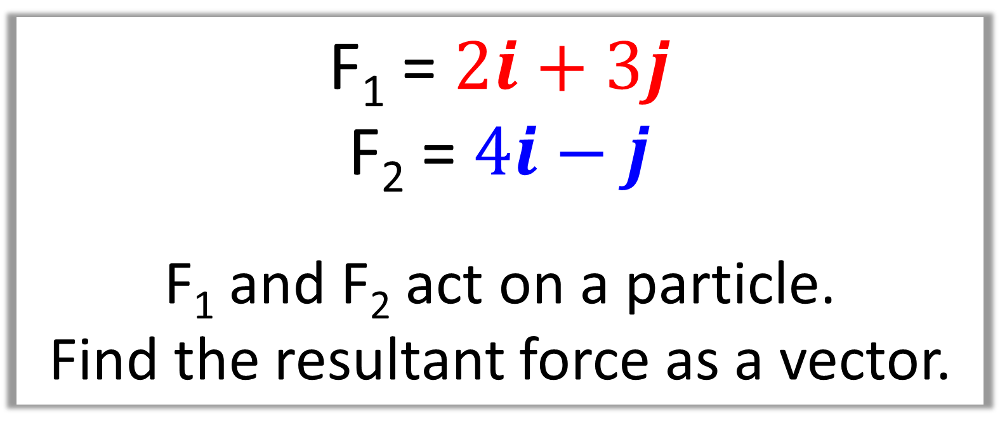 F₁ = 2i + 3j
F₂ = 4i − j
F₁ and F₂ act on a particle.
Find the resultant force as a vector.